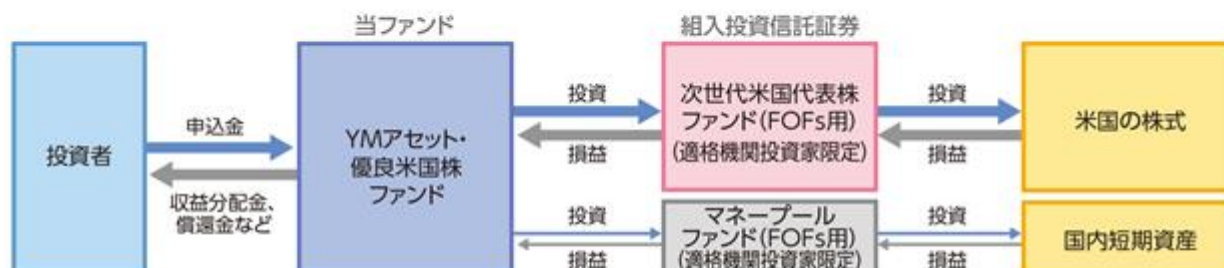 当ファンド
組入投資信託証券
投資者
申込金
収益分配金、
償還金など
YMアセット・
優良米国株
ファンド
投資
損益
次世代米国代表株
ファンド(FOFs用)
(適格機関投資家限定)
投資
損益
米国の株式
投資
損益
マネープール
ファンド(FOFs用)
(適格機関投資家限定)
投資
損益
国内短期資産